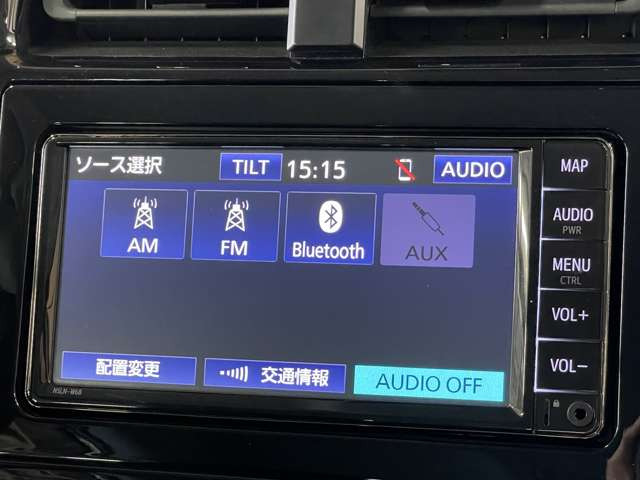 ソース選択 TILT 15:15 AUDIO
AM FM Bluetooth AUX
配置変更 交通情報 AUDIO OFF
NSLN-W68
MAP
AUDIO
PWR
MENU
CTRL
VOL+
VOL-